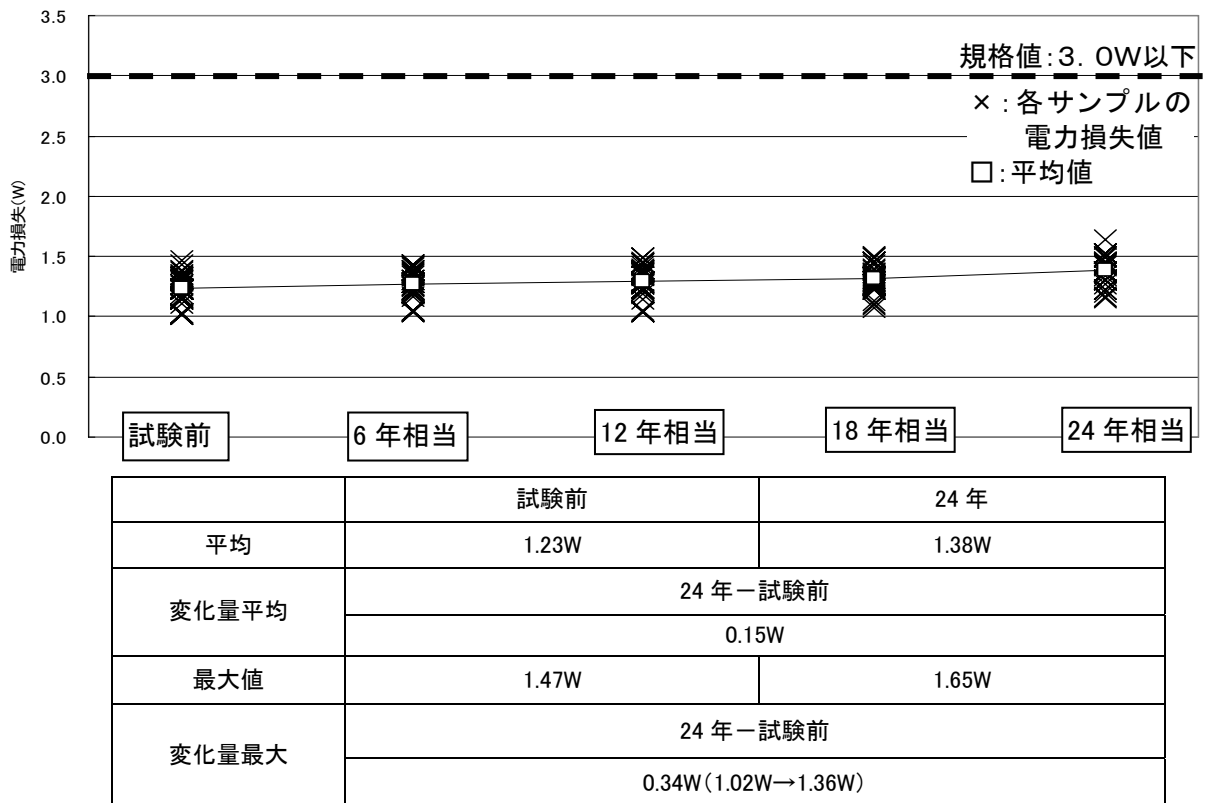 3.5
規格値:3. 0W以下
3.0
×:各サンプルの
電力損失値
2.5
□:平均値
2.0
電力損失(W)
1.5
1.0
0.5
0.0
試験前 6 年相当 12 年相当 18 年相当 24 年相当
試験前 24 年
平均 1.23W 1.38W
変化量平均 24 年-試験前
0.15W
最大値 1.47W 1.65W
変化量最大 24 年-試験前
0.34W(1.02W→1.36W)